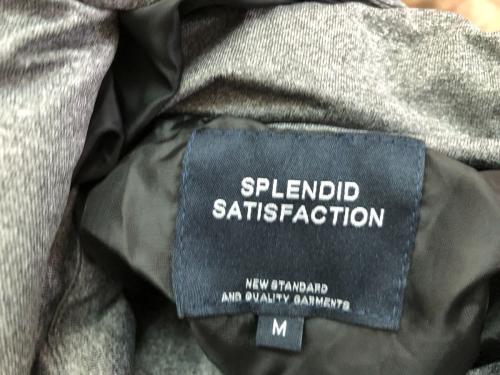 SPLENDID
SATISFACTION
NEW STANDARD
AND QUALITY GARMENTS
M